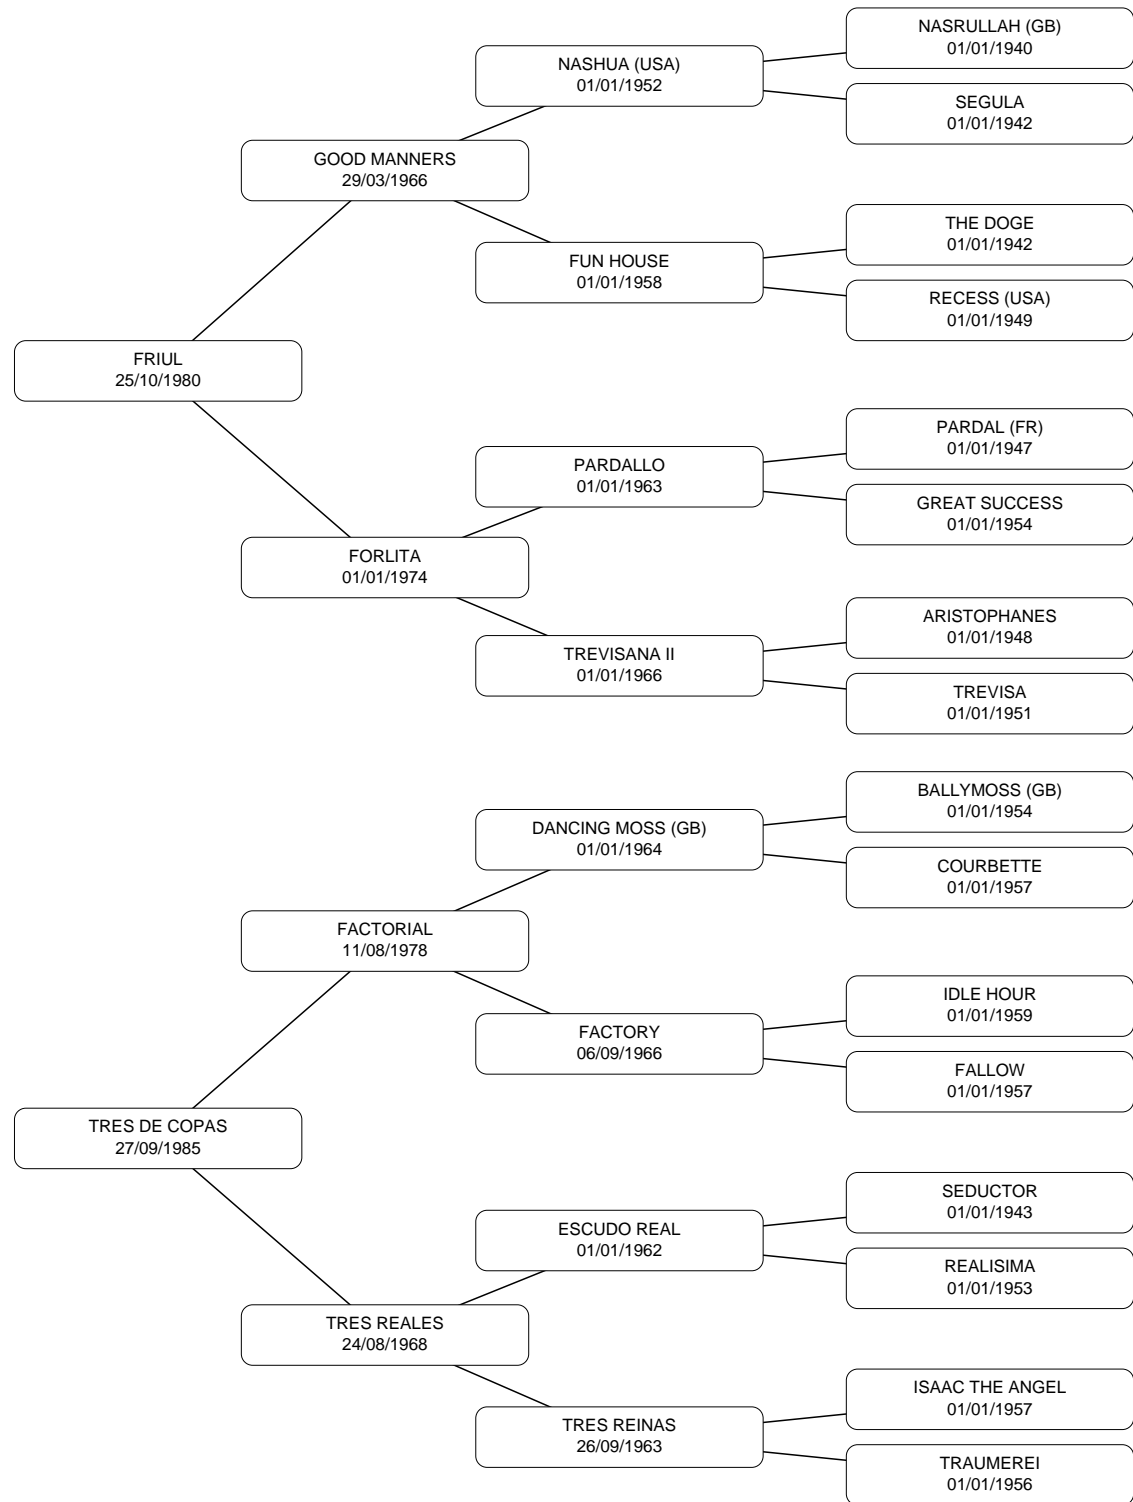 NASRULLAH (GB)
01/01/1940
NASHUA (USA)
01/01/1952
SEGULA
01/01/1942
GOOD MANNERS
29/03/1966
THE DOGE
01/01/1942
FUN HOUSE
01/01/1958
RECESS (USA)
01/01/1949
FRIUL
25/10/1980
PARDAL (FR)
01/01/1947
PARDALLO
01/01/1963
GREAT SUCCESS
01/01/1954
FORLITA
01/01/1974
ARISTOPHANES
01/01/1948
TREVISANA II
01/01/1966
TREVISA
01/01/1951
BALLYMOSS (GB)
01/01/1954
DANCING MOSS (GB)
01/01/1964
COURBETTE
01/01/1957
FACTORIAL
11/08/1978
IDLE HOUR
01/01/1959
FACTORY
06/09/1966
FALLOW
01/01/1957
TRES DE COPAS
27/09/1985
SEDUCTOR
01/01/1943
ESCUDO REAL
01/01/1962
REALISIMA
01/01/1953
TRES REALES
24/08/1968
ISAAC THE ANGEL
01/01/1957
TRES REINAS
26/09/1963
TRAUMEREI
01/01/1956